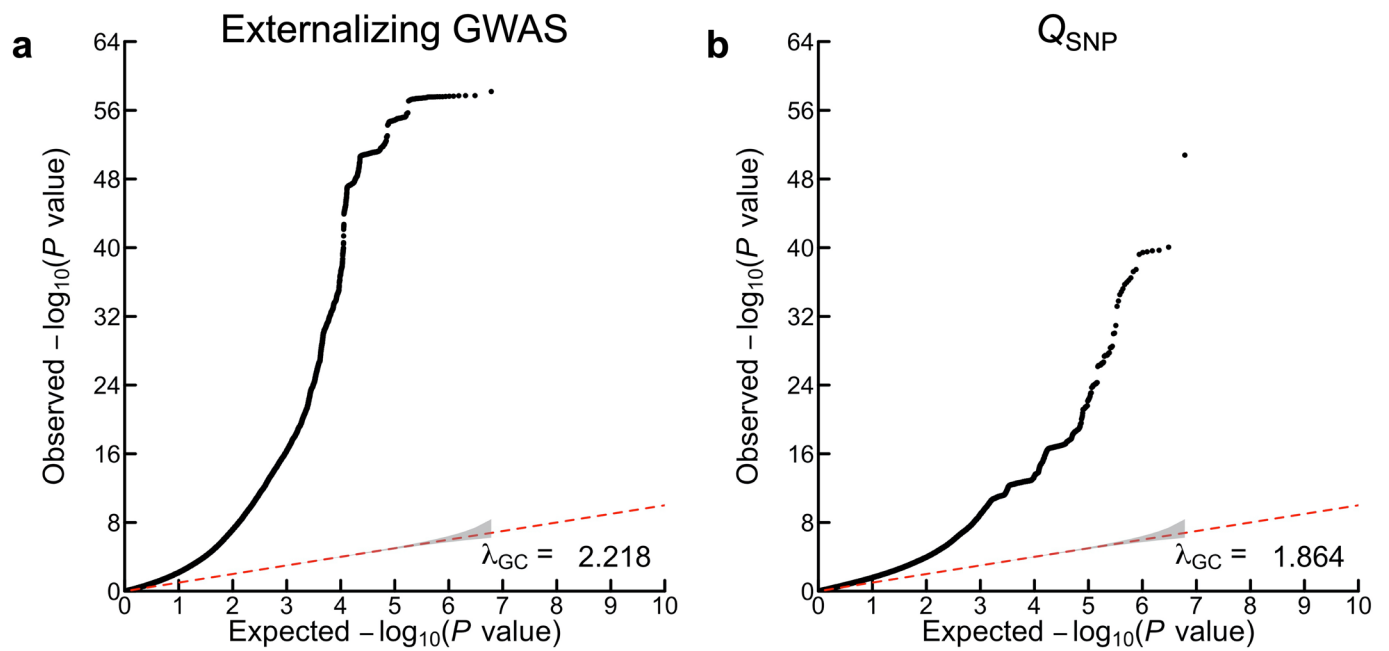 a
Externalizing GWAS
64
56
48
40
32
24
16
8
0
Observed −log₁₀(P value)
λGC = 2.218
0 1 2 3 4 5 6 7 8 9 10
Expected −log₁₀(P value)
b
QSNP
64
56
48
40
32
24
16
8
0
Observed −log₁₀(P value)
λGC = 1.864
0 1 2 3 4 5 6 7 8 9 10
Expected −log₁₀(P value)